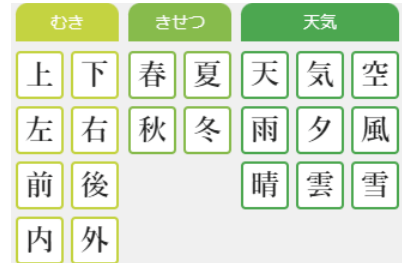 むき きせつ 天気
上 下 春 夏 天 気 空
左 右 秋 冬 雨 夕 風
前 後 晴 雲 雪
内 外